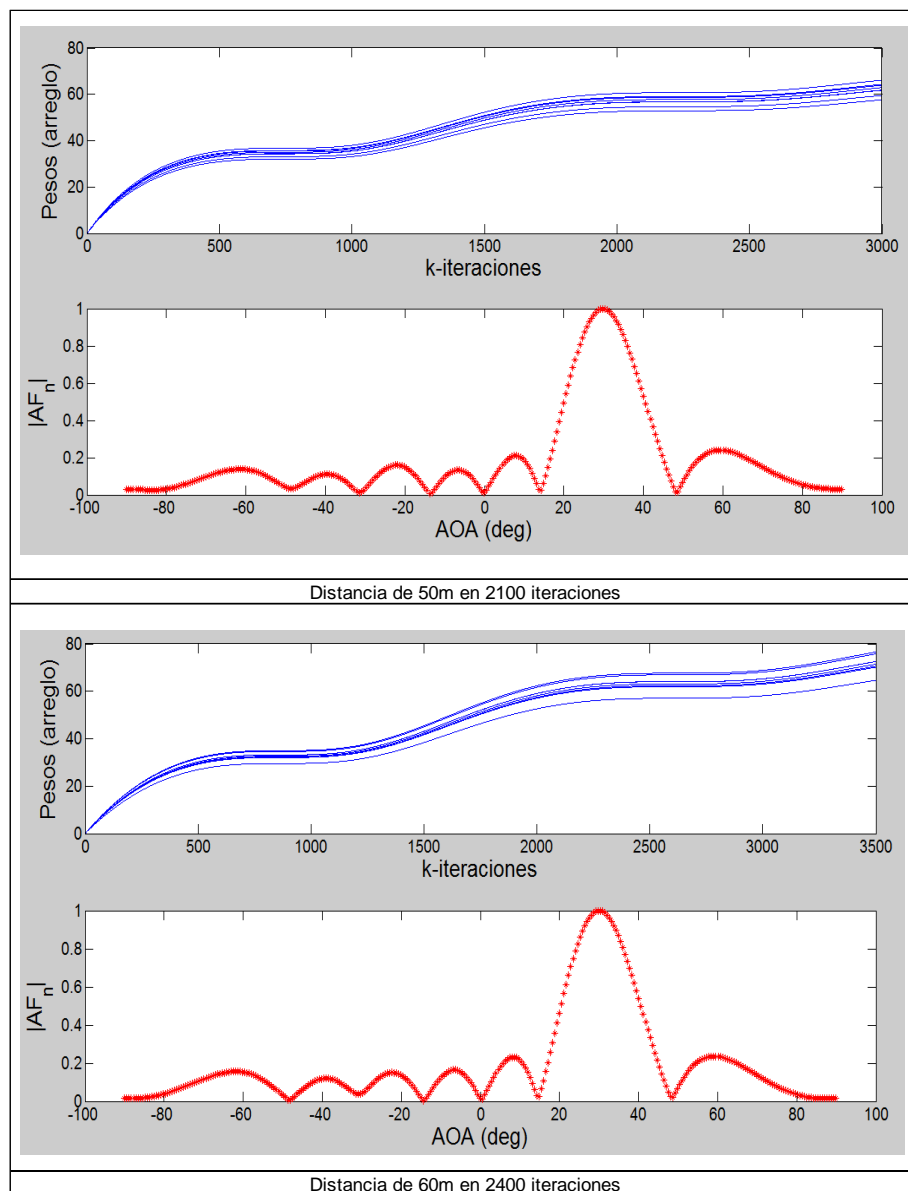 80
60
40
20
0
Pesos (arreglo)
0 500 1000 1500 2000 2500 3000
k-iteraciones
1
0.8
0.6
0.4
0.2
0
|AFn|
-100 -80 -60 -40 -20 0 20 40 60 80 100
AOA (deg)
Distancia de 50m en 2100 iteraciones
80
60
40
20
0
Pesos (arreglo)
0 500 1000 1500 2000 2500 3000 3500
k-iteraciones
1
0.8
0.6
0.4
0.2
0
|AFn|
-100 -80 -60 -40 -20 0 20 40 60 80 100
AOA (deg)
Distancia de 60m en 2400 iteraciones